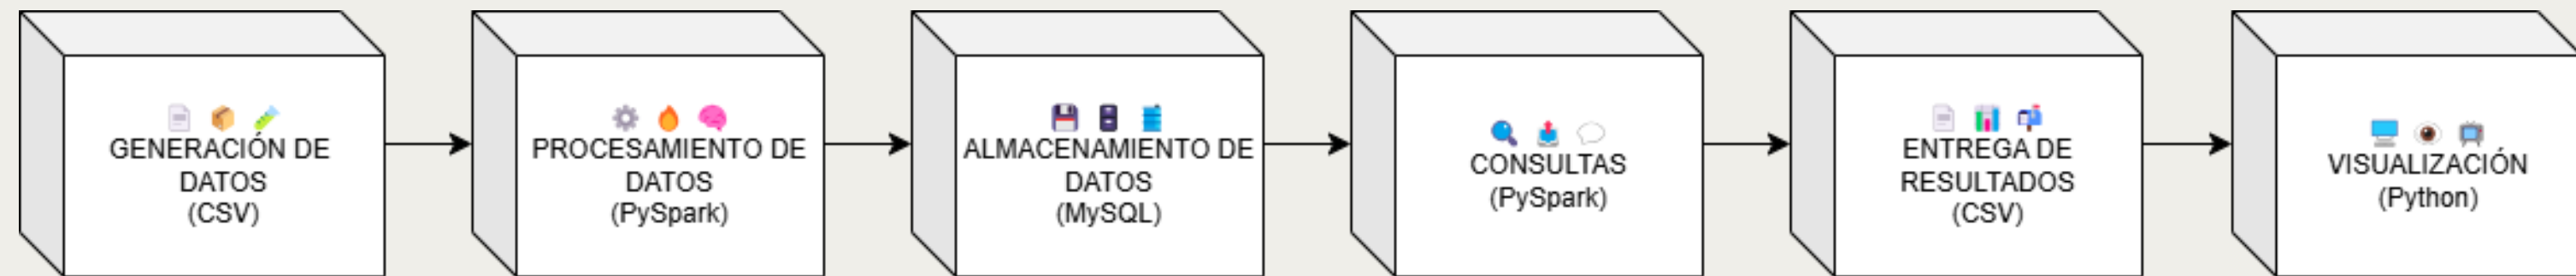 GENERACIÓN DE
DATOS
(CSV)
PROCESAMIENTO DE
DATOS
(PySpark)
ALMACENAMIENTO DE
DATOS
(MySQL)
CONSULTAS
(PySpark)
ENTREGA DE
RESULTADOS
(CSV)
VISUALIZACIÓN
(Python)